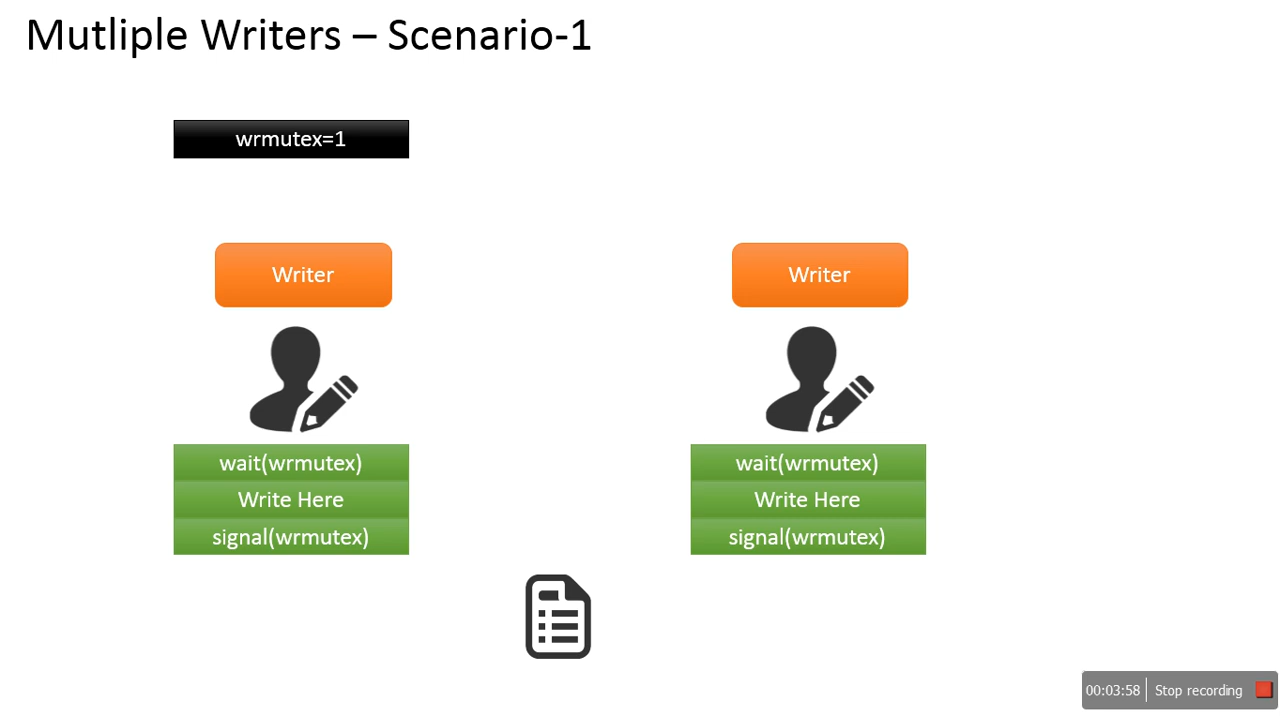 Mutliple Writers – Scenario-1
wrmutex=1
Writer
Writer
wait(wrmutex)
Write Here
signal(wrmutex)
wait(wrmutex)
Write Here
signal(wrmutex)
00:03:58 Stop recording